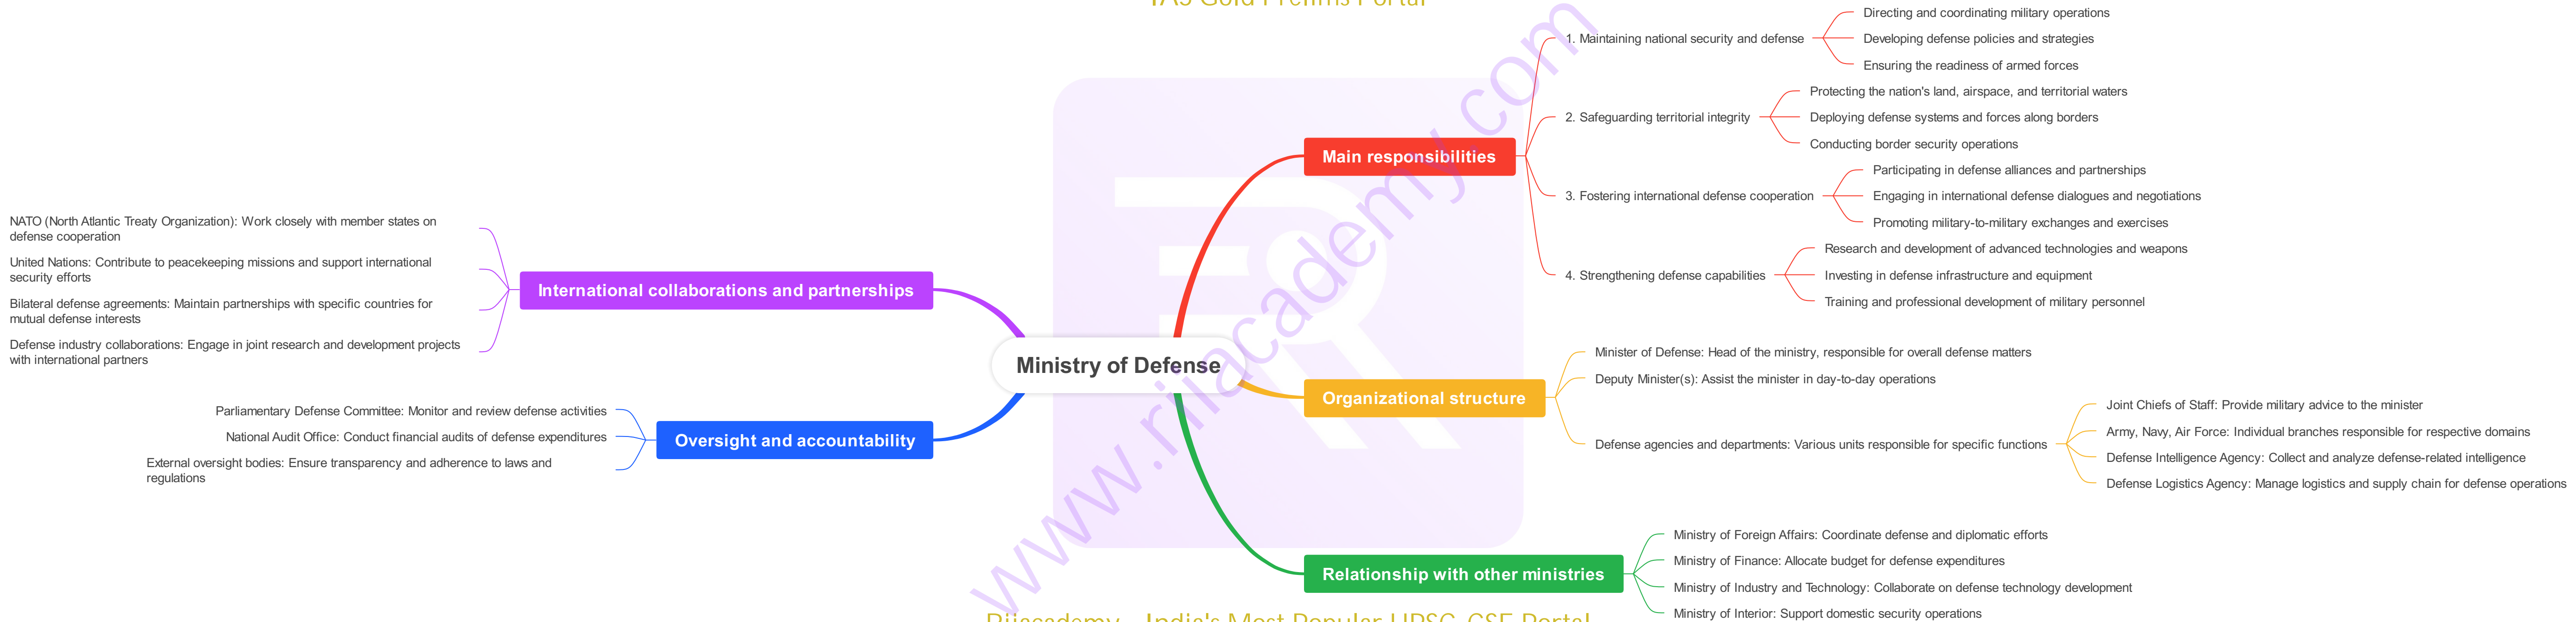 IAS Gold Prelims Portal
Ministry of Defense
Main responsibilities
1. Maintaining national security and defense
Directing and coordinating military operations
Developing defense policies and strategies
Ensuring the readiness of armed forces
2. Safeguarding territorial integrity
Protecting the nation's land, airspace, and territorial waters
Deploying defense systems and forces along borders
Conducting border security operations
3. Fostering international defense cooperation
Participating in defense alliances and partnerships
Engaging in international defense dialogues and negotiations
Promoting military-to-military exchanges and exercises
4. Strengthening defense capabilities
Research and development of advanced technologies and weapons
Investing in defense infrastructure and equipment
Training and professional development of military personnel
Organizational structure
Minister of Defense: Head of the ministry, responsible for overall defense matters
Deputy Minister(s): Assist the minister in day-to-day operations
Defense agencies and departments: Various units responsible for specific functions
Joint Chiefs of Staff: Provide military advice to the minister
Army, Navy, Air Force: Individual branches responsible for respective domains
Defense Intelligence Agency: Collect and analyze defense-related intelligence
Defense Logistics Agency: Manage logistics and supply chain for defense operations
Relationship with other ministries
Ministry of Foreign Affairs: Coordinate defense and diplomatic efforts
Ministry of Finance: Allocate budget for defense expenditures
Ministry of Industry and Technology: Collaborate on defense technology development
Ministry of Interior: Support domestic security operations
International collaborations and partnerships
NATO (North Atlantic Treaty Organization): Work closely with member states on
defense cooperation
United Nations: Contribute to peacekeeping missions and support international
security efforts
Bilateral defense agreements: Maintain partnerships with specific countries for
mutual defense interests
Defense industry collaborations: Engage in joint research and development projects
with international partners
Oversight and accountability
Parliamentary Defense Committee: Monitor and review defense activities
National Audit Office: Conduct financial audits of defense expenditures
External oversight bodies: Ensure transparency and adherence to laws and
regulations
www.riiacademy.com
Riiacademy - India's Most Popular UPSC-CSE Portal